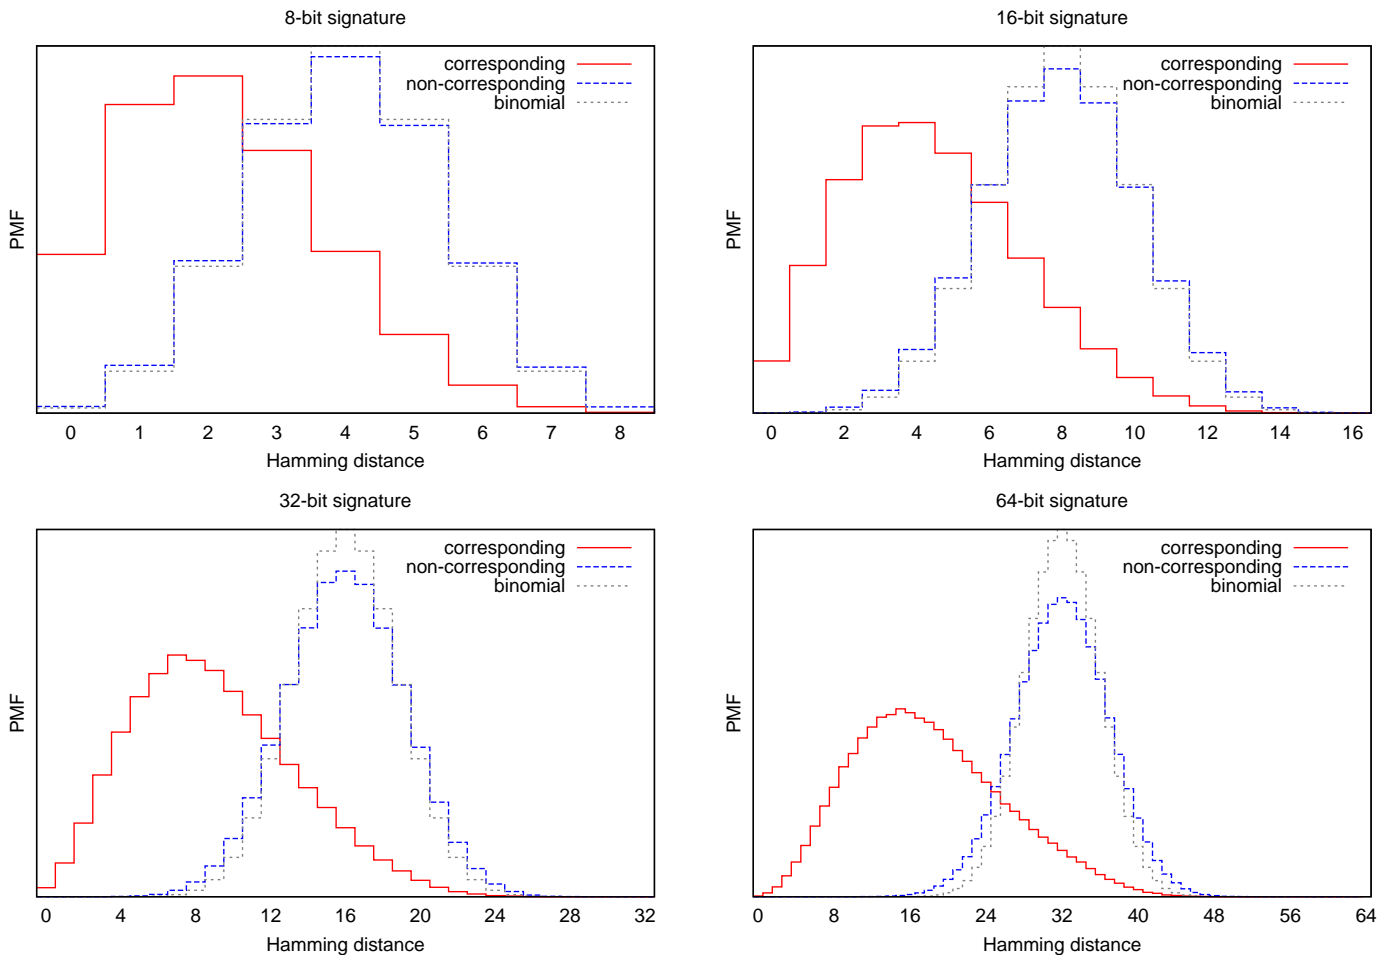 8-bit signature
corresponding
non-corresponding
binomial
PMF
0 1 2 3 4 5 6 7 8
Hamming distance
16-bit signature
corresponding
non-corresponding
binomial
PMF
0 2 4 6 8 10 12 14 16
Hamming distance
32-bit signature
corresponding
non-corresponding
binomial
PMF
0 4 8 12 16 20 24 28 32
Hamming distance
64-bit signature
corresponding
non-corresponding
binomial
PMF
0 8 16 24 32 40 48 56 64
Hamming distance